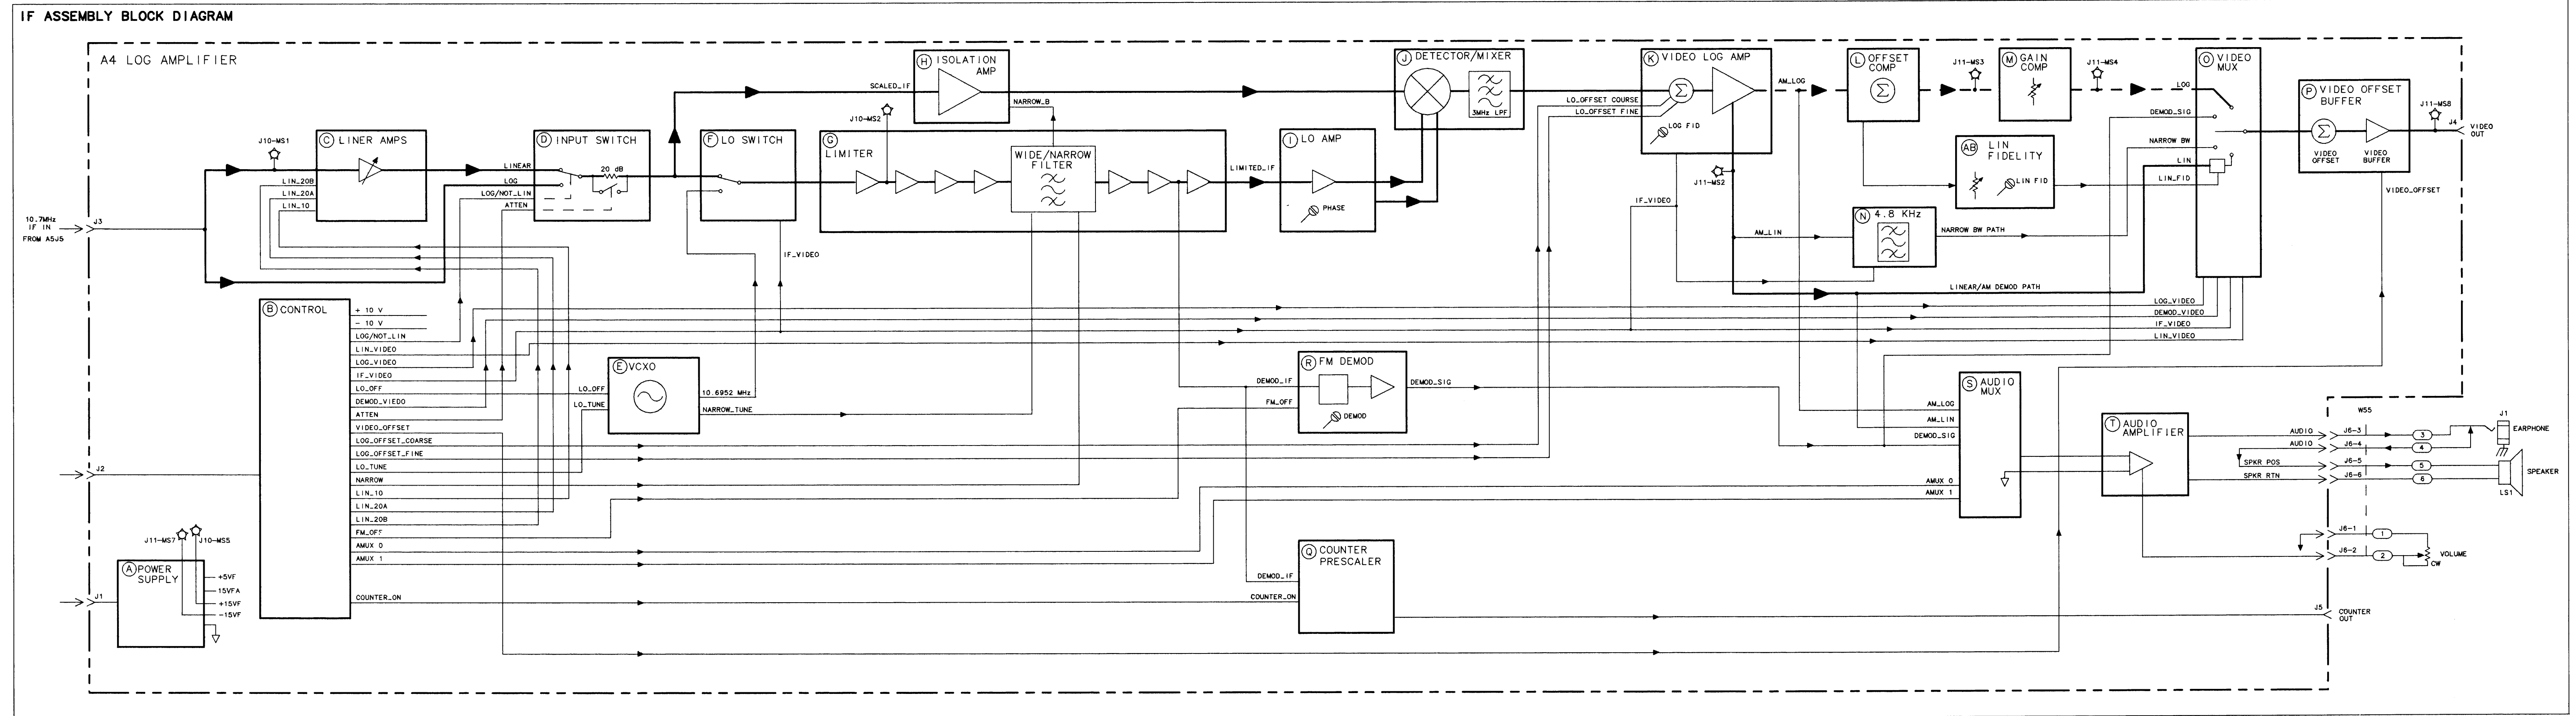 IF ASSEMBLY BLOCK DIAGRAM
A4 LOG AMPLIFIER
10.7MHz
IF IN
FROM A5J5
J3
J10-MS1
C LINER AMPS
LIN_20B
LIN_20A
LIN_10
D INPUT SWITCH
LINEAR
LOG
LOG/NOT_LIN
ATTEN
20 dB
F LO SWITCH
IF_VIDEO
SCALED_IF
H ISOLATION
AMP
NARROW_B
J10-MS2
G
LIMITER
WIDE/NARROW
FILTER
LIMITED_IF
I LO AMP
PHASE
J DETECTOR/MIXER
3MHz LPF
LO_OFFSET COURSE
LO_OFFSET FINE
K VIDEO LOG AMP
Σ
LOG FID
J11-MS2
AM_LOG
L OFFSET
COMP
Σ
J11-MS3
M GAIN
COMP
J11-MS4
AB LIN
FIDELITY
LIN FID
IF_VIDEO
AM_LIN
N 4.8 KHz
NARROW BW PATH
LINEAR/AM DEMOD PATH
O VIDEO
MUX
LOG
DEMOD_SIG
NARROW BW
LIN
LIN_FID
LOG_VIDEO
DEMOD_VIDEO
IF_VIDEO
LIN_VIDEO
P VIDEO OFFSET
BUFFER
Σ
VIDEO
OFFSET
VIDEO
BUFFER
VIDEO_OFFSET
J11-MS8
J4
VIDEO
OUT
B CONTROL
+ 10 V
- 10 V
LOG/NOT_LIN
LIN_VIDEO
LOG_VIDEO
IF_VIDEO
LO_OFF
DEMOD_VIEDO
ATTEN
VIDEO_OFFSET
LOG_OFFSET_COARSE
LOG_OFFSET_FINE
LO_TUNE
NARROW
LIN_10
LIN_20A
LIN_20B
FM_OFF
AMUX 0
AMUX 1
COUNTER_ON
J2
LO_OFF
LO_TUNE
E VCXO
10.6952 MHz
NARROW_TUNE
DEMOD_IF
FM_OFF
R FM DEMOD
DEMOD
DEMOD_SIG
AM_LOG
AM_LIN
DEMOD_SIG
AMUX 0
AMUX 1
S AUDIO
MUX
T AUDIO
AMPLIFIER
AUDIO
AUDIO
SPKR POS
SPKR RTN
J6-3
J6-4
J6-5
J6-6
W55
3
4
5
6
J1
EARPHONE
SPEAKER
LS1
J6-1
J6-2
1
2
VOLUME
CW
J11-MS7
J10-MS5
A POWER
SUPPLY
+5VF
15VFA
+15VF
-15VF
J1
DEMOD_IF
COUNTER_ON
Q COUNTER
PRESCALER
J5
COUNTER
OUT